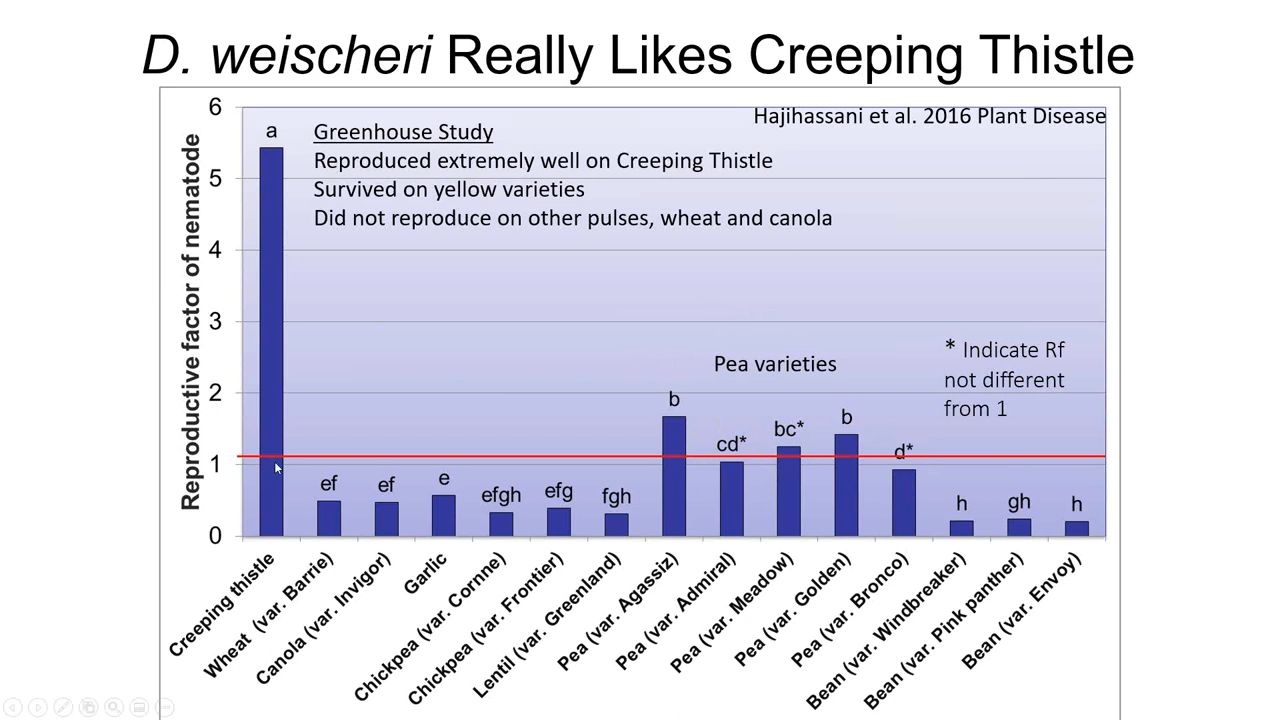 D. weischeri Really Likes Creeping Thistle
Hajihassani et al. 2016 Plant Disease
Greenhouse Study
Reproduced extremely well on Creeping Thistle
Survived on yellow varieties
Did not reproduce on other pulses, wheat and canola
Pea varieties
* Indicate Rf
not different
from 1
Reproductive factor of nematode
6
5
4
3
2
1
0
a
ef
ef
e
efgh
efg
fgh
b
cd*
bc*
b
d*
h
gh
h
Creeping thistle
Wheat (var. Barrie)
Canola (var. Invigor)
Garlic
Chickpea (var. Cornne)
Chickpea (var. Frontier)
Lentil (var. Greenland)
Pea (var. Agassiz)
Pea (var. Admiral)
Pea (var. Meadow)
Pea (var. Golden)
Pea (var. Bronco)
Bean (var. Windbreaker)
Bean (var. Pink panther)
Bean (var. Envoy)